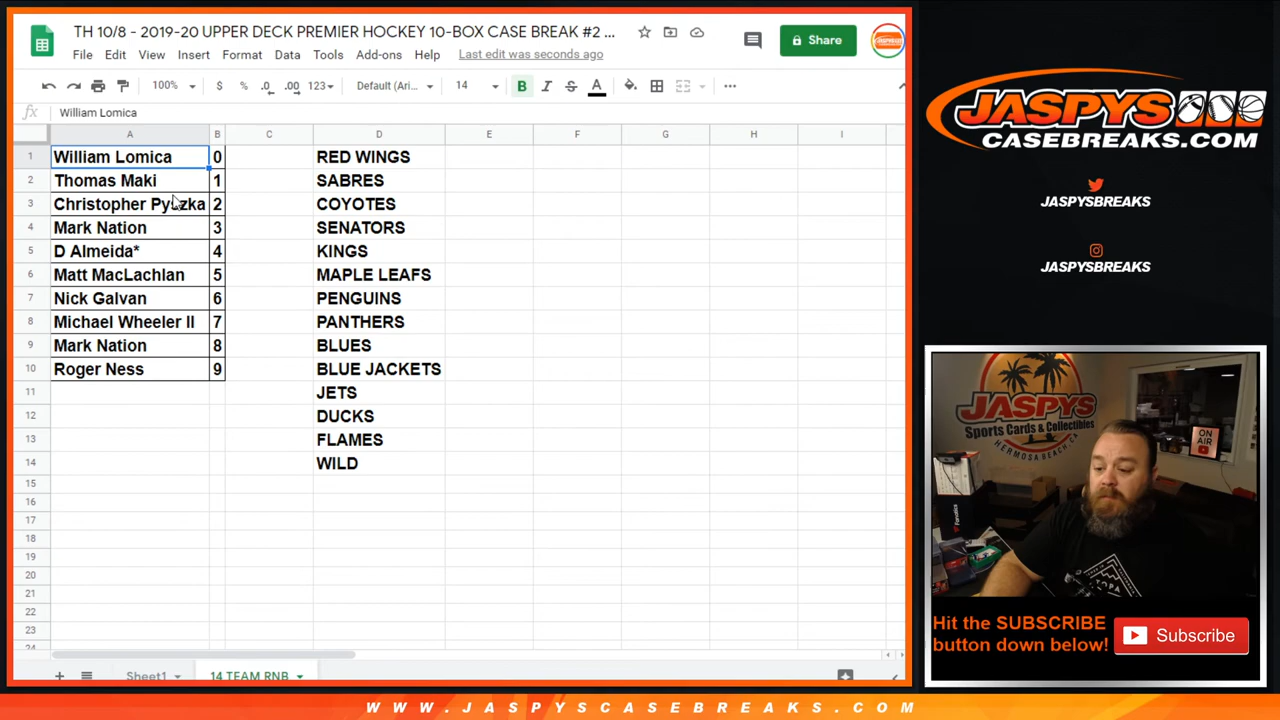 TH 10/8 - 2019-20 UPPER DECK PREMIER HOCKEY 10-BOX CASE BREAK #2 ...
File Edit View Insert Format Data Tools Add-ons Help Last edit was seconds ago
Share
100% $ % .0 .00 123 Default (Ari... 14 B I S A
fx William Lomica
A B C D E F G H I
1 William Lomica 0 RED WINGS
2 Thomas Maki 1 SABRES
3 Christopher Pyszka 2 COYOTES
4 Mark Nation 3 SENATORS
5 D Almeida* 4 KINGS
6 Matt MacLachlan 5 MAPLE LEAFS
7 Nick Galvan 6 PENGUINS
8 Michael Wheeler II 7 PANTHERS
9 Mark Nation 8 BLUES
10 Roger Ness 9 BLUE JACKETS
11 JETS
12 DUCKS
13 FLAMES
14 WILD
15
16
17
18
19
20
21
22
23
24
Sheet1 14 TEAM RNB
JASPYS
CASEBREAKS.COM
JASPYSBREAKS
JASPYSBREAKS
JASPYS
Sports Cards & Collectibles
HERMOSA BEACH, CA
ON AIR
Fanatics
Hit the SUBSCRIBE
button down below!
Subscribe
WWW.JASPYSCASEBREAKS.COM